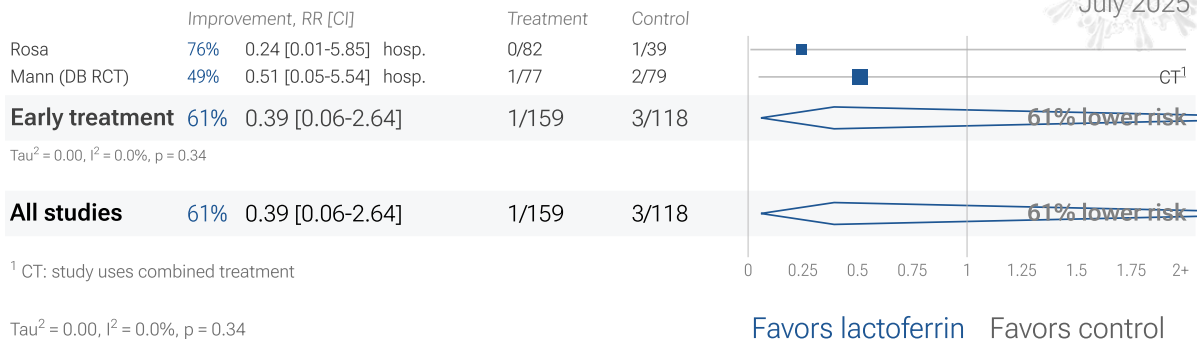 July 2025
Improvement, RR [CI] Treatment Control
Rosa 76% 0.24 [0.01-5.85] hosp. 0/82 1/39
Mann (DB RCT) 49% 0.51 [0.05-5.54] hosp. 1/77 2/79 CT¹
Early treatment 61% 0.39 [0.06-2.64] 1/159 3/118 61% lower risk
Tau² = 0.00, I² = 0.0%, p = 0.34
All studies 61% 0.39 [0.06-2.64] 1/159 3/118 61% lower risk
¹ CT: study uses combined treatment 0 0.25 0.5 0.75 1 1.25 1.5 1.75 2+
Tau² = 0.00, I² = 0.0%, p = 0.34 Favors lactoferrin Favors control